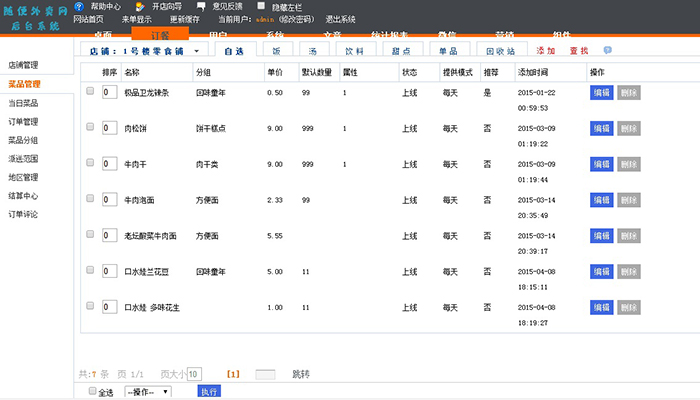 随便外卖网
后台系统
帮助中心 开店向导 意见反馈 隐藏左栏
网站首页 来单显示 更新缓存 当前用户：admin (修改密码) 退出系统
桌面 订餐 用户 系统 文章 统计报表 微信 营销 组件
店铺：1号楼零食铺 自选 饭 汤 饮料 甜点 单品 回收站 添加 查找
店铺管理
菜品管理
当日菜品
订单管理
菜品分组
派送范围
地区管理
结算中心
订单评论
排序 名称 分组 单价 默认数量 属性 状态 提供模式 推荐 添加时间 操作
0 极品卫龙辣条 回味童年 0.50 99 1 上线 每天 是 2015-01-22 编辑 删除
00:59:53
0 肉松饼 饼干糕点 9.00 999 1 上线 每天 否 2015-03-09 编辑 删除
01:19:22
0 牛肉干 肉干类 9.00 999 1 上线 每天 否 2015-03-09 编辑 删除
01:19:44
0 牛肉泡面 方便面 2.33 99 上线 每天 否 2015-03-14 编辑 删除
20:35:49
0 老坛酸菜牛肉面 方便面 5.55 上线 每天 否 2015-03-14 编辑 删除
20:39:17
0 口水娃兰花豆 回味童年 5.00 11 上线 每天 否 2015-04-08 编辑 删除
18:15:11
0 口水娃 多味花生 1.00 11 上线 每天 否 2015-04-08 编辑 删除
18:19:27
共:7 条 页 1/1 页大小 10 [1] 跳转
全选 --操作-- 执行